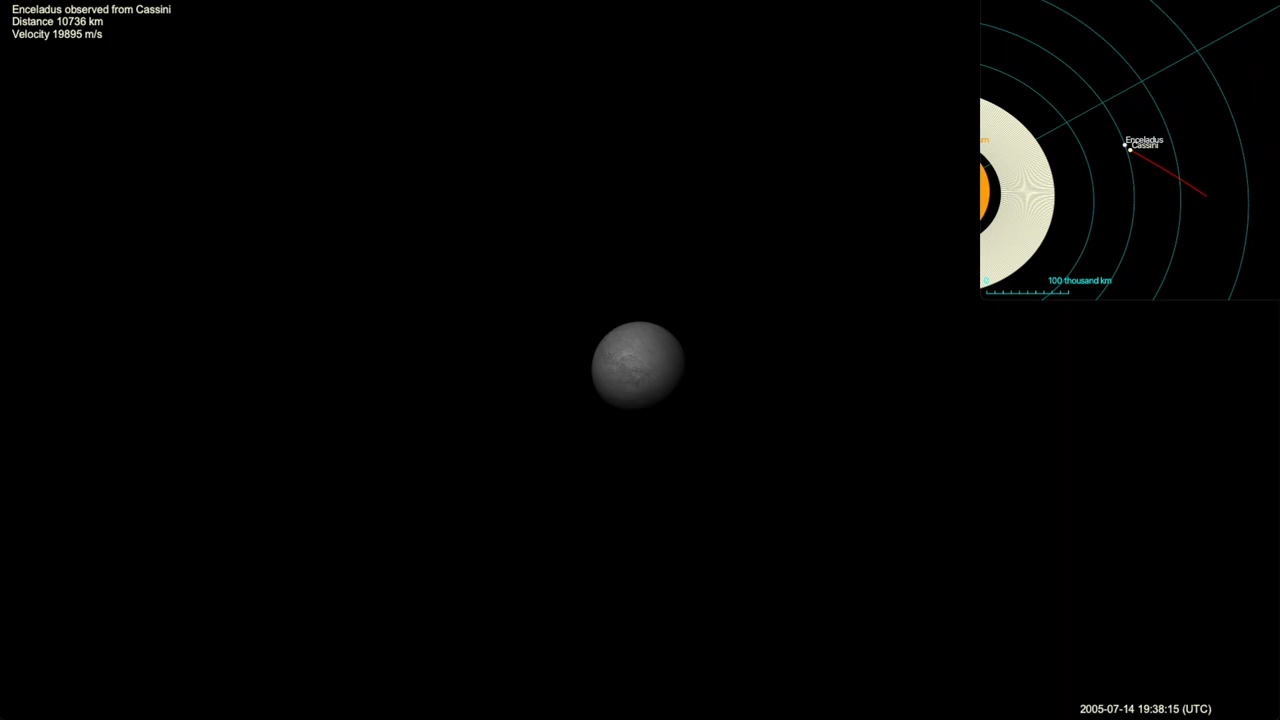 Enceladus observed from Cassini
Distance 10736 km
Velocity 19895 m/s
Enceladus
Cassini
0
100 thousand km
2005-07-14 19:38:15 (UTC)